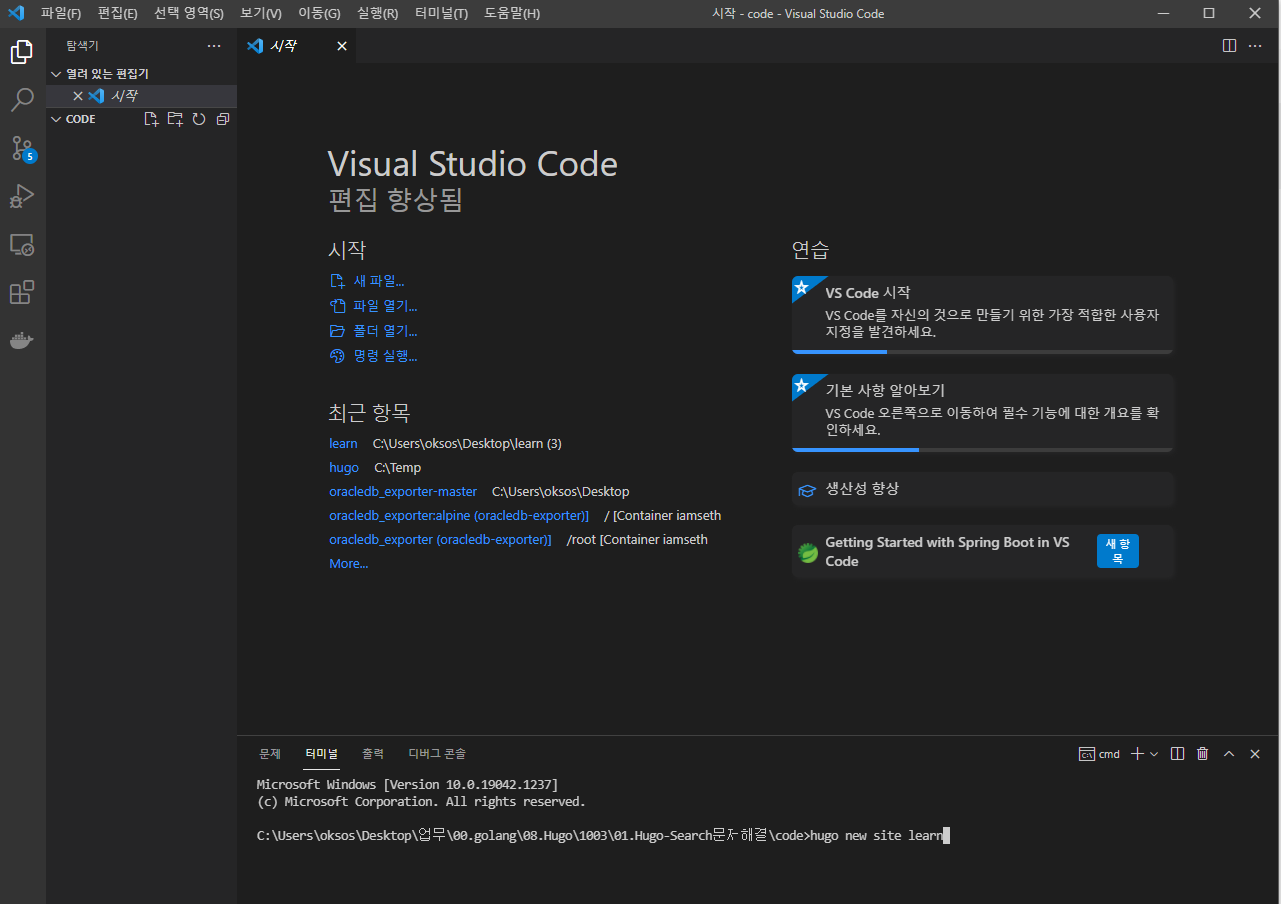 파일(F) 편집(E) 선택 영역(S) 보기(V) 이동(G) 실행(R) 터미널(T) 도움말(H) 시작 - code - Visual Studio Code
탐색기
열려 있는 편집기
시작
CODE
5
시작
Visual Studio Code
편집 향상됨
시작
새 파일...
파일 열기...
폴더 열기...
명령 실행...
최근 항목
learn C:\Users\oksos\Desktop\learn (3)
hugo C:\Temp
oracledb_exporter-master C:\Users\oksos\Desktop
oracledb_exporter:alpine (oracledb-exporter)] / [Container iamseth
oracledb_exporter (oracledb-exporter)] /root [Container iamseth
More...
연습
VS Code 시작
VS Code를 자신의 것으로 만들기 위한 가장 적합한 사용자
지정을 발견하세요.
기본 사항 알아보기
VS Code 오른쪽으로 이동하여 필수 기능에 대한 개요를 확
인하세요.
생산성 향상
Getting Started with Spring Boot in VS
Code
새 항
목
문제 터미널 출력 디버그 콘솔
cmd
Microsoft Windows [Version 10.0.19042.1237]
(c) Microsoft Corporation. All rights reserved.
C:\Users\oksos\Desktop\업무\00.golang\08.Hugo\1003\01.Hugo-Search문제해결\code>hugo new site learn